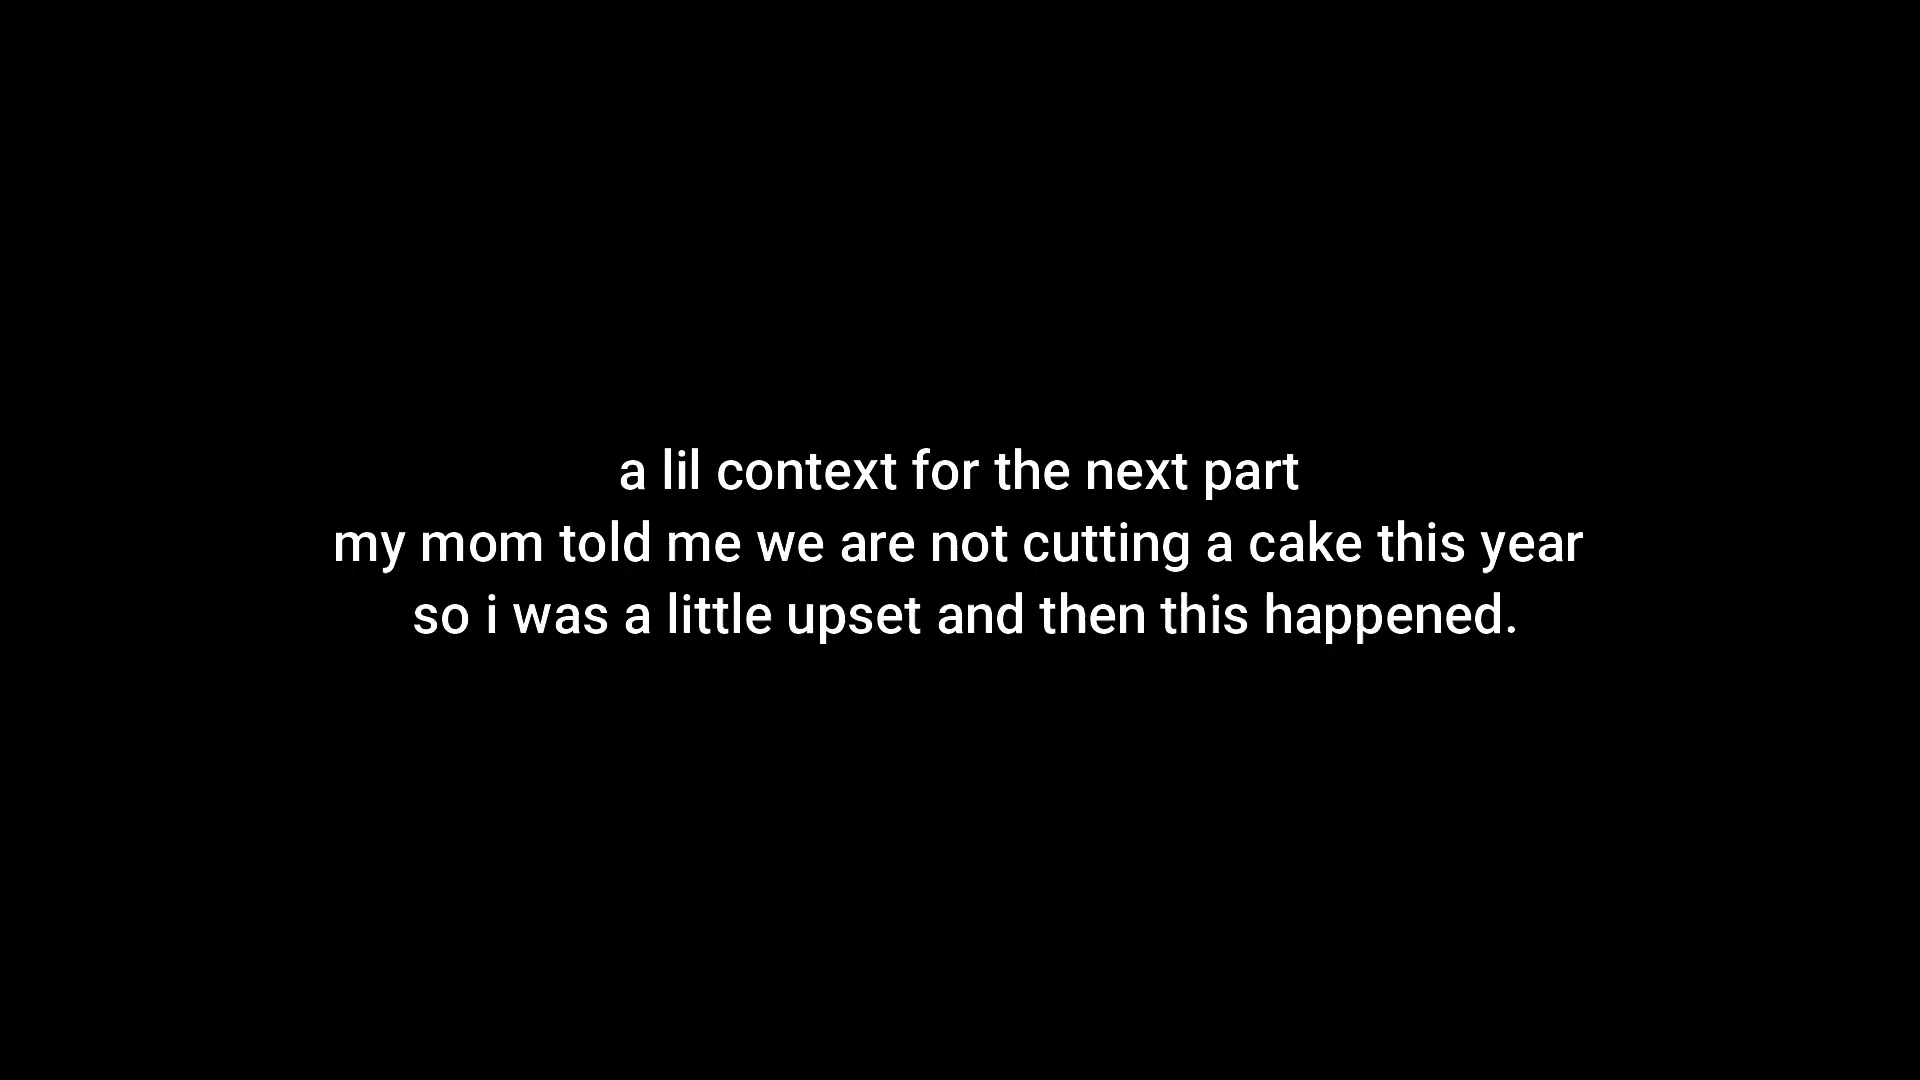 a lil context for the next part
my mom told me we are not cutting a cake this year
so i was a little upset and then this happened.